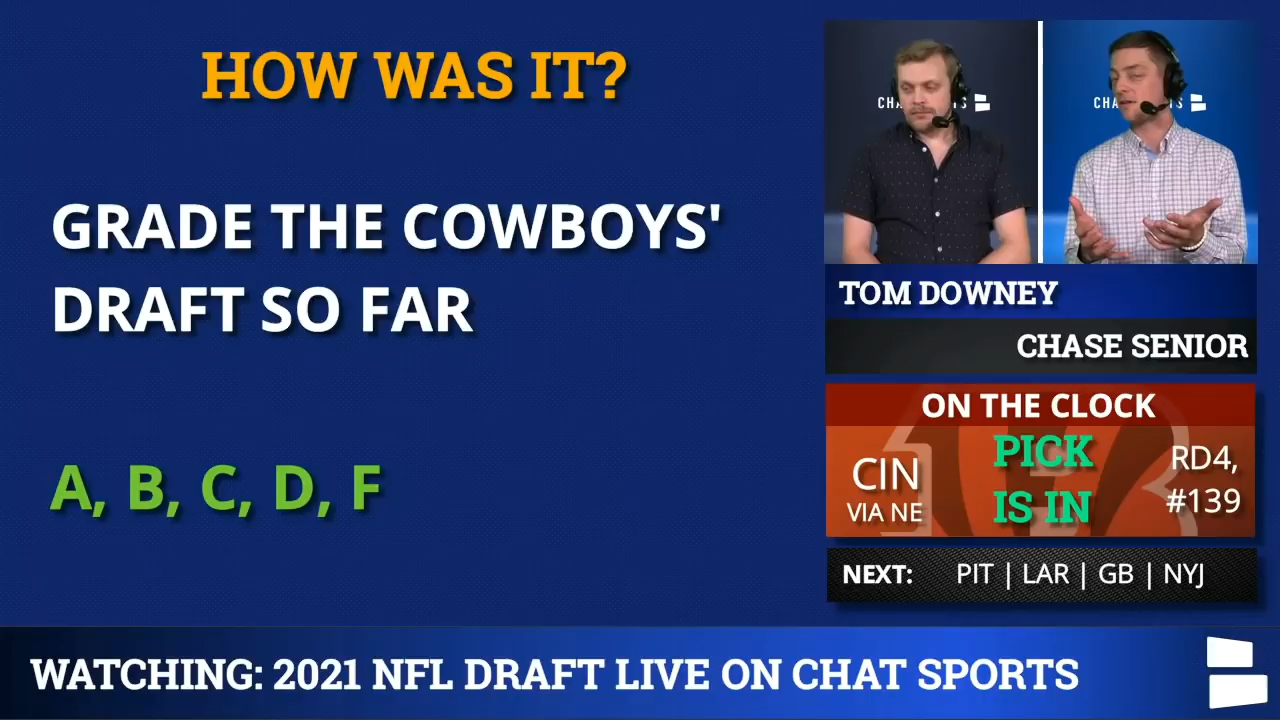 HOW WAS IT?
GRADE THE COWBOYS'
DRAFT SO FAR
A, B, C, D, F
TOM DOWNEY
CHASE SENIOR
ON THE CLOCK
CIN
VIA NE
PICK
IS IN
RD4,
#139
NEXT: PIT | LAR | GB | NYJ
WATCHING: 2021 NFL DRAFT LIVE ON CHAT SPORTS